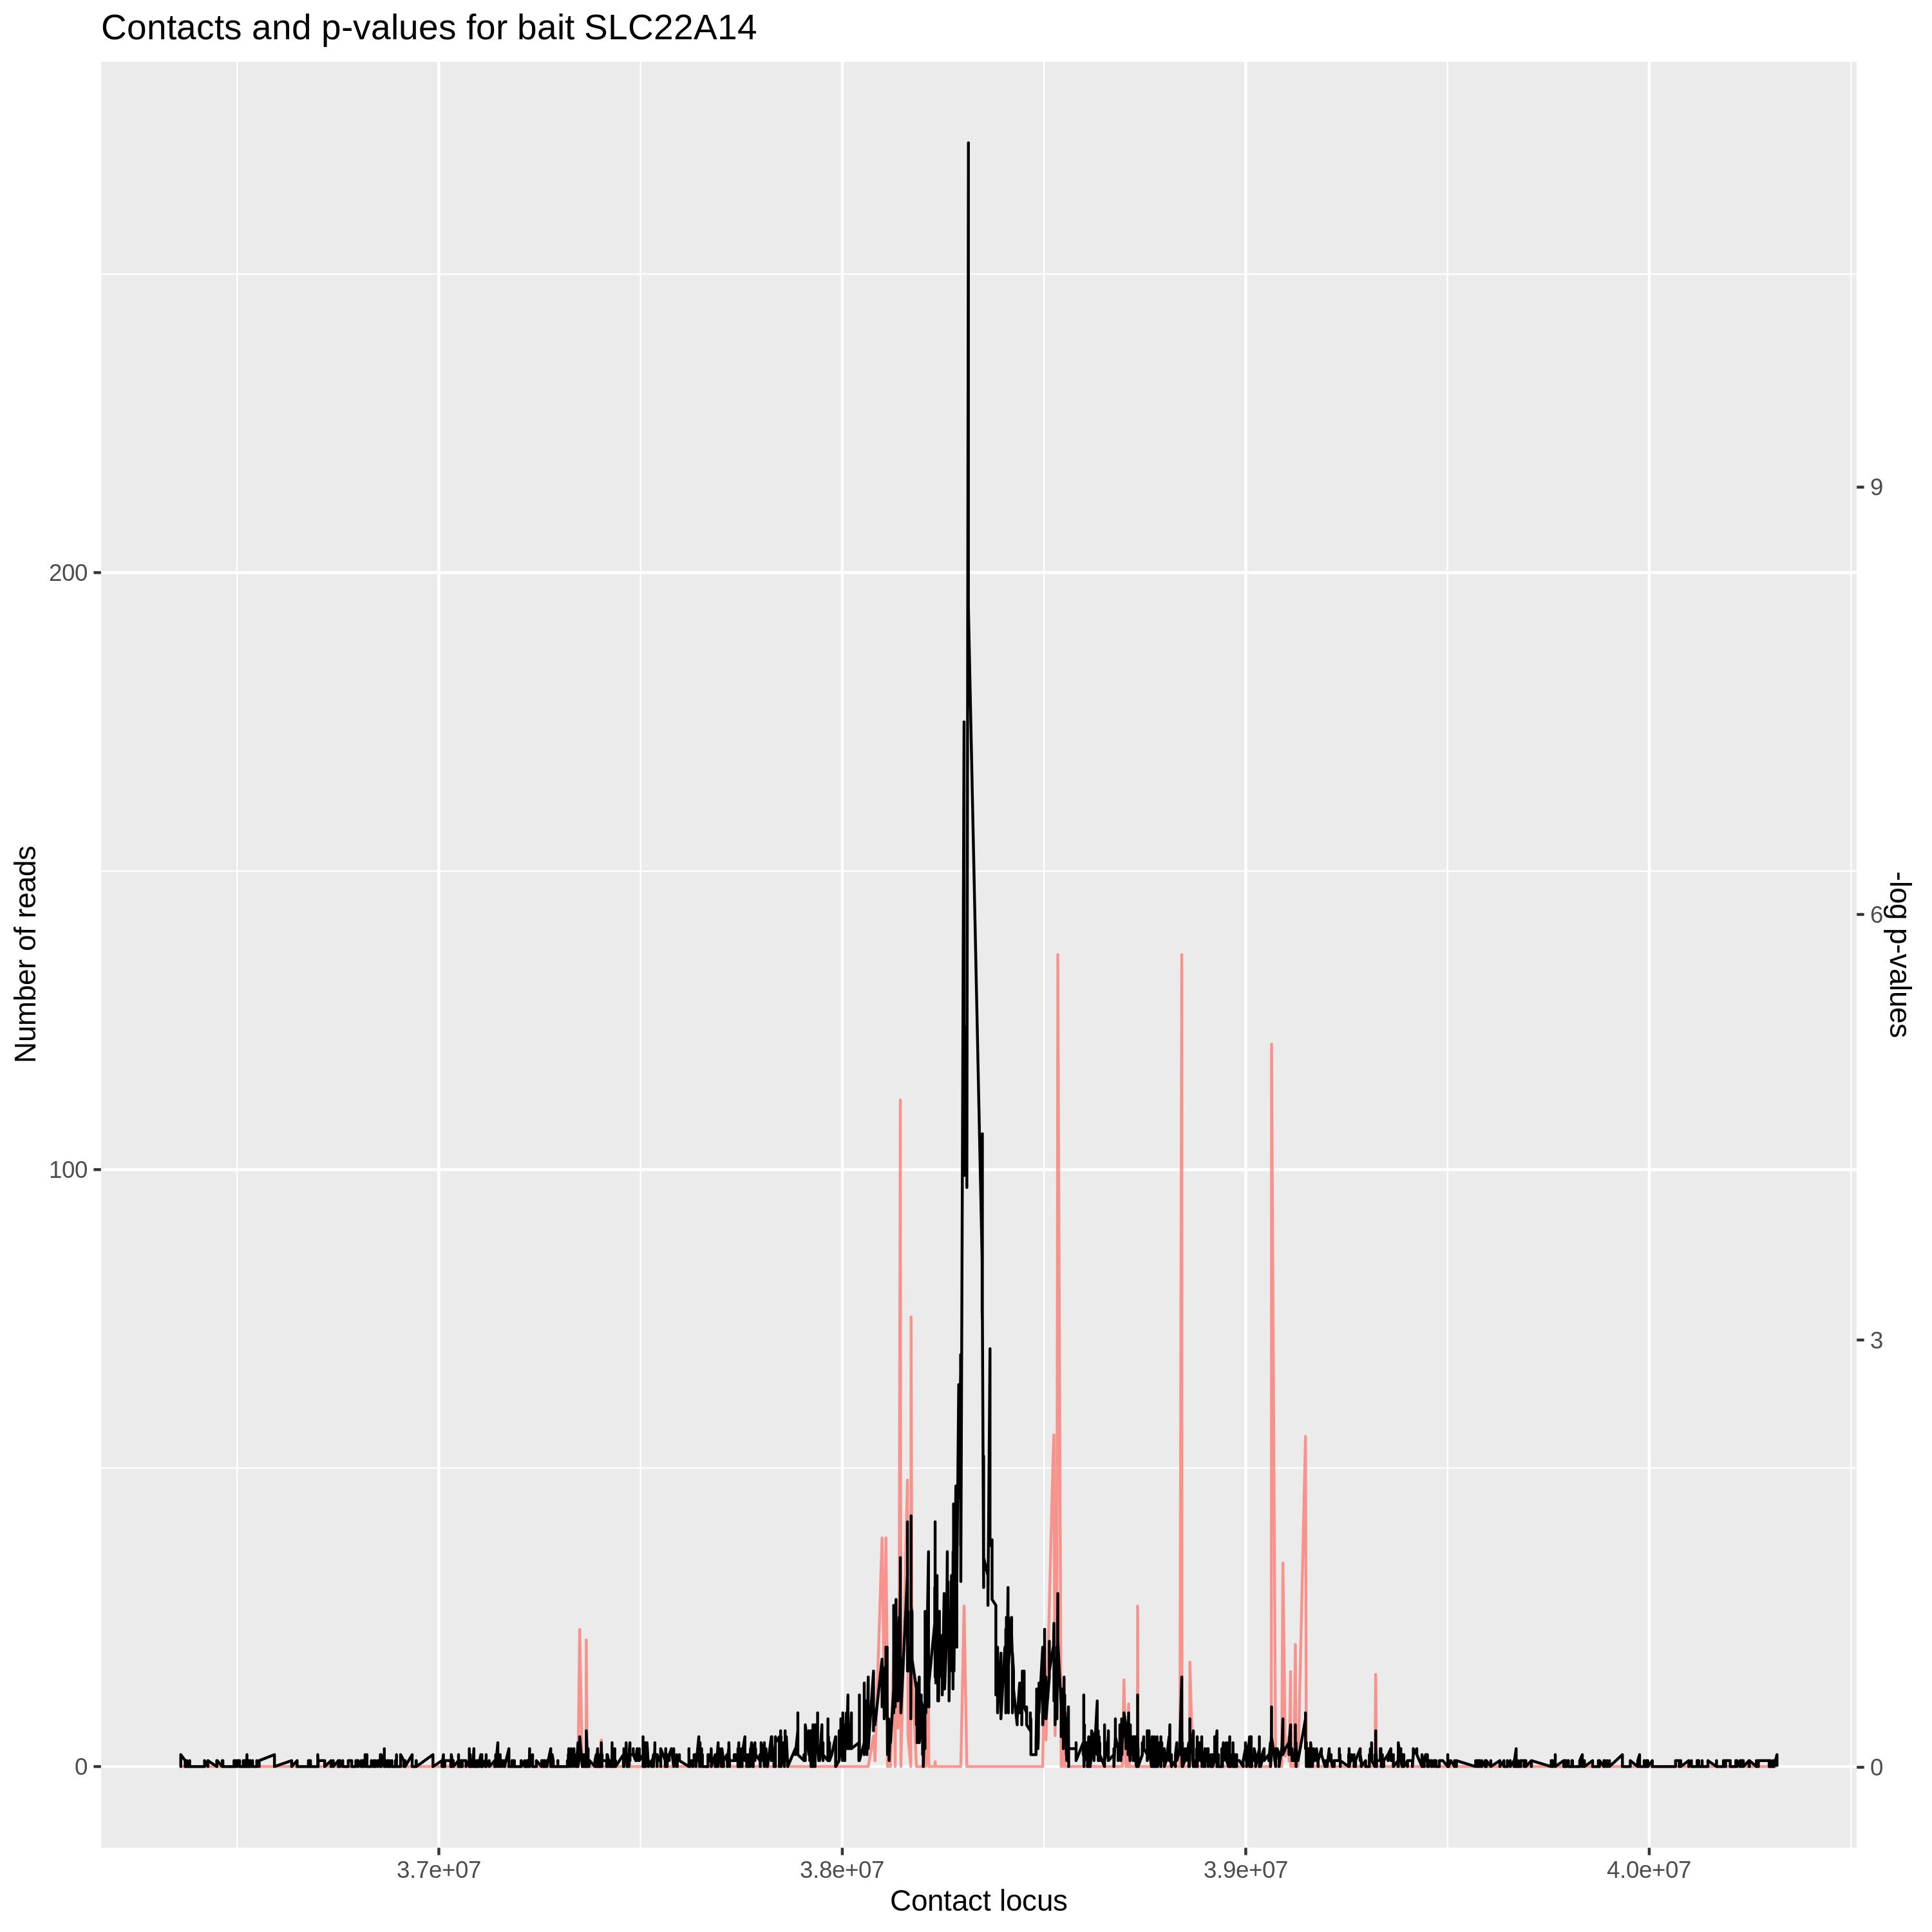 Contacts and p-values for bait SLC22A14
Number of reads
200
100
0
9
6
3
0
-log p-values
3.7e+07
3.8e+07
3.9e+07
4.0e+07
Contact locus